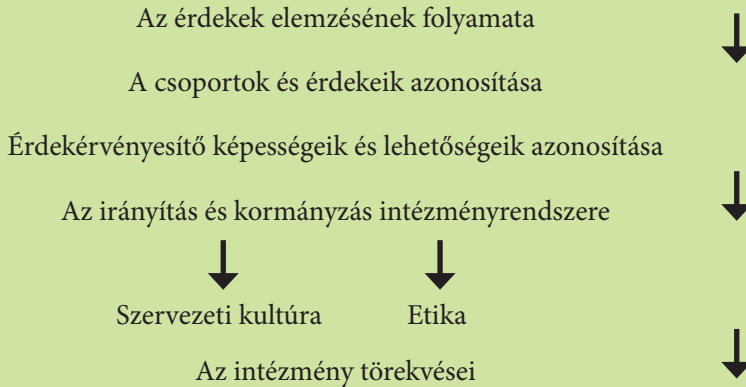 Az érdekek elemzésének folyamata
A csoportok és érdekeik azonosítása
Érdekérvényesítő képességeik és lehetőségeik azonosítása
Az irányítás és kormányzás intézményrendszere
Szervezeti kultúra Etika
Az intézmény törekvései